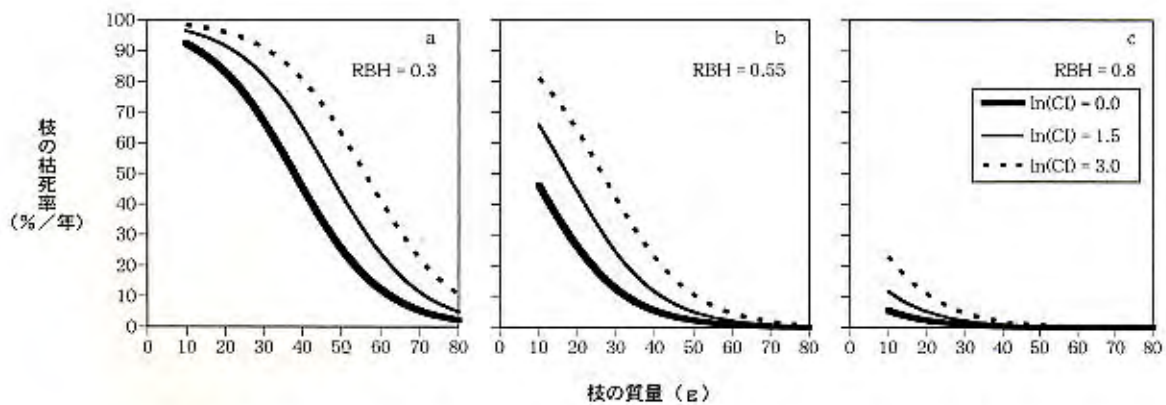 枝の枯死率
(%/年)
100
90
80
70
60
50
40
30
20
10
0
a
RBH = 0.3
0 10 20 30 40 50 60 70 80
b
RBH = 0.55
0 10 20 30 40 50 60 70 80
c
RBH = 0.8
ln(CI) = 0.0
ln(CI) = 1.5
ln(CI) = 3.0
0 10 20 30 40 50 60 70 80
枝の質量 (g)